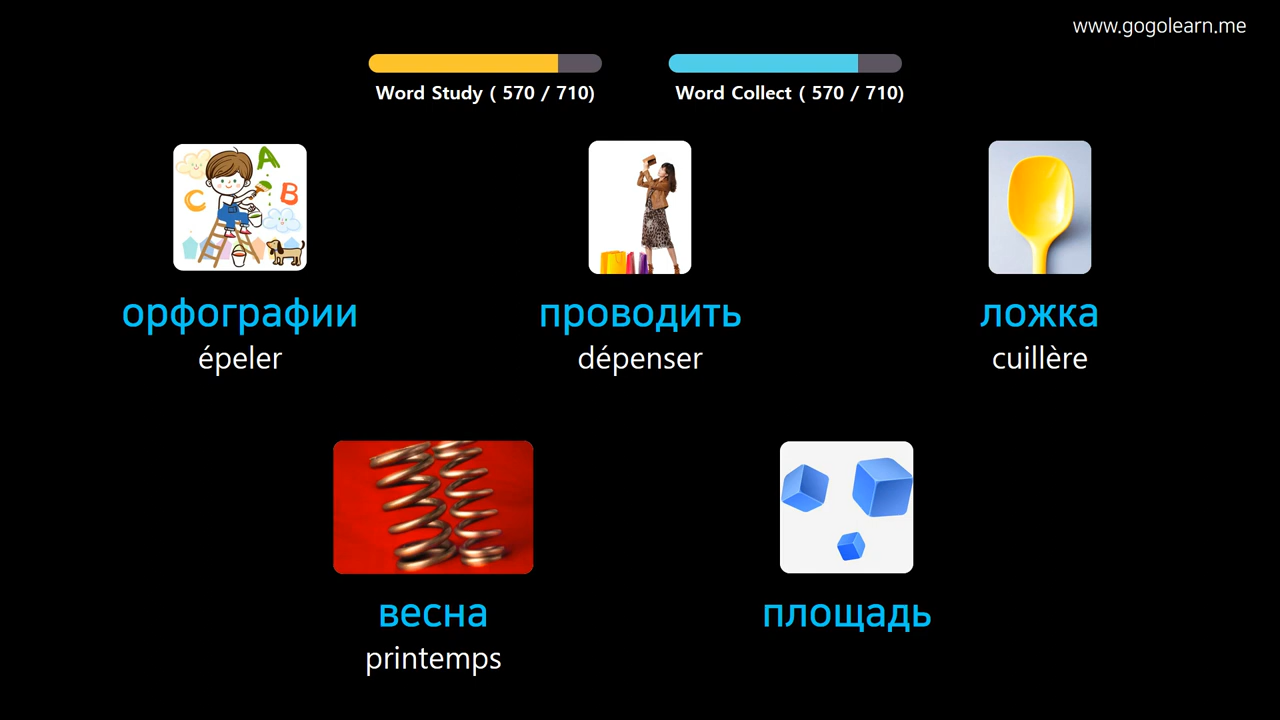 www.gogolearn.me
Word Study ( 570 / 710)
Word Collect ( 570 / 710)
A
C
B
орфографии
épeler
проводить
dépenser
ложка
cuillère
весна
printemps
площадь